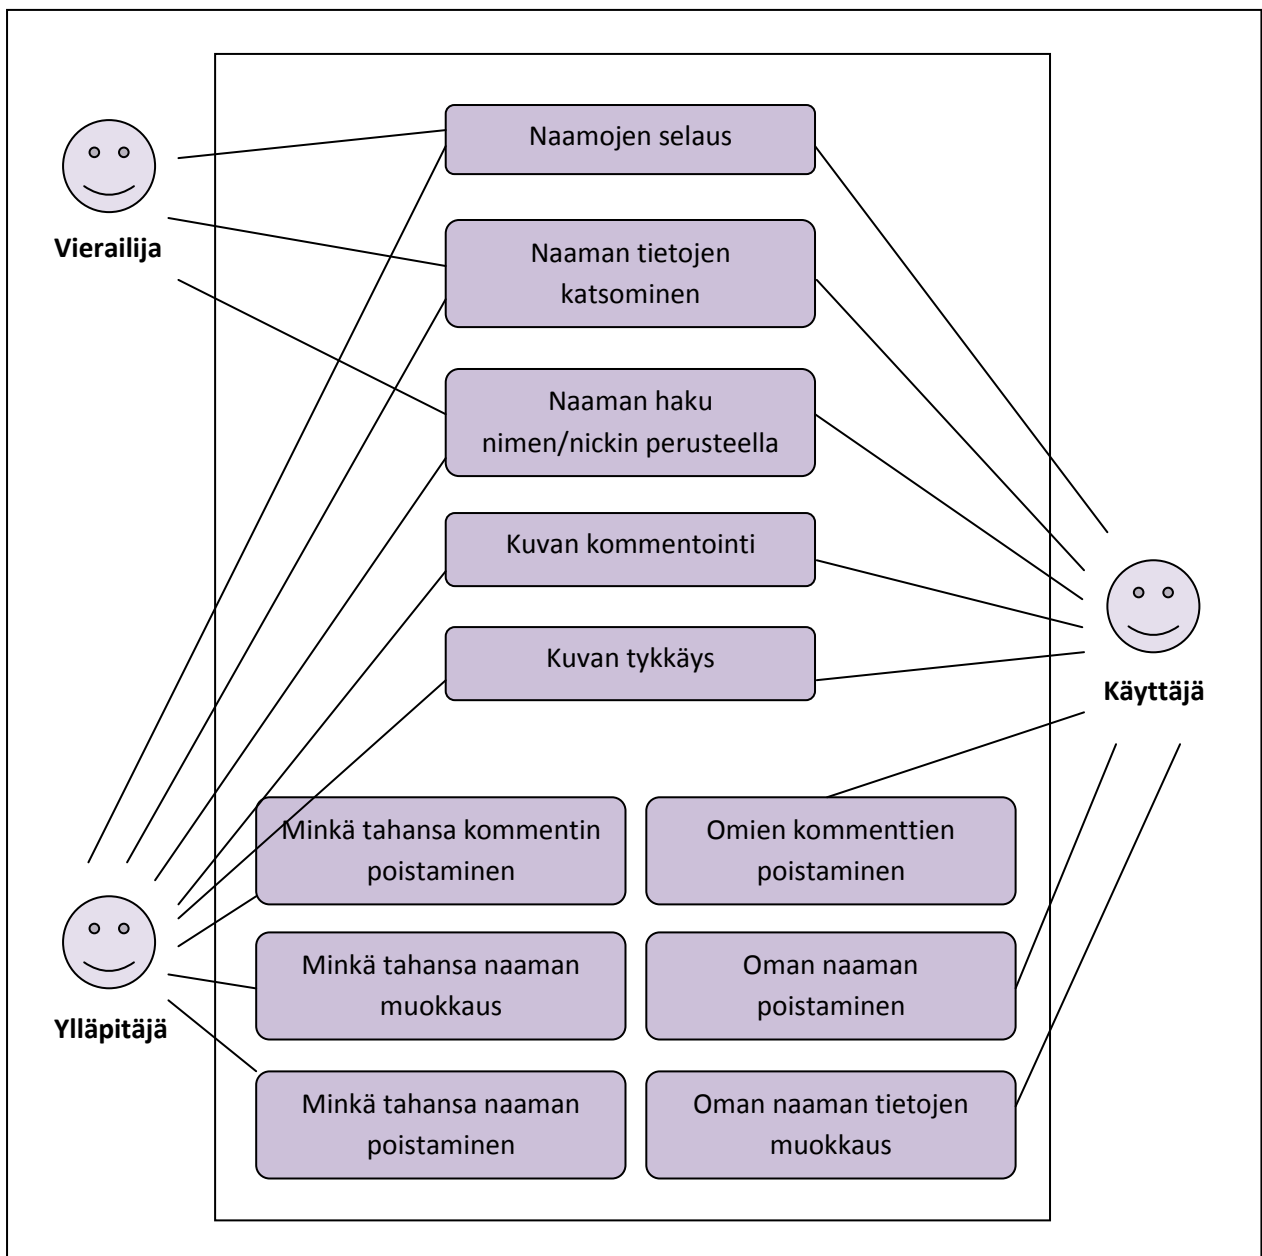 Naamojen selaus
Vierailija
Naaman tietojen
katsominen
Naaman haku
nimen/nickin perusteella
Kuvan kommentointi
Kuvan tykkäys
Käyttäjä
Minkä tahansa kommentin
poistaminen
Omien kommenttien
poistaminen
Minkä tahansa naaman
muokkaus
Oman naaman
poistaminen
Ylläpitäjä
Minkä tahansa naaman
poistaminen
Oman naaman tietojen
muokkaus